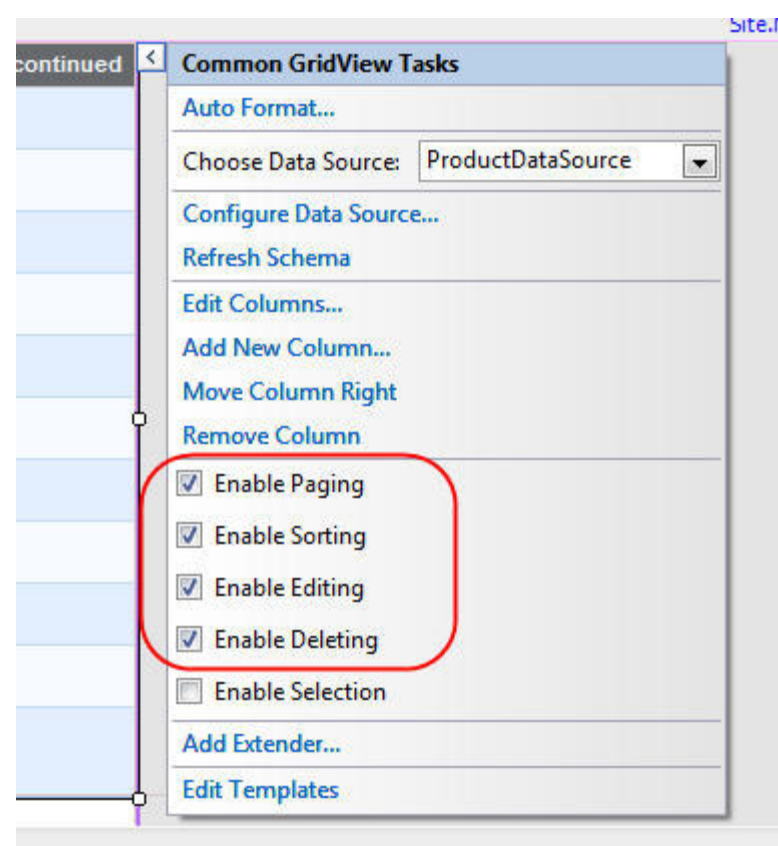 Site.
continued
Common GridView Tasks
Auto Format...
Choose Data Source: ProductDataSource
Configure Data Source...
Refresh Schema
Edit Columns...
Add New Column...
Move Column Right
Remove Column
Enable Paging
Enable Sorting
Enable Editing
Enable Deleting
Enable Selection
Add Extender...
Edit Templates